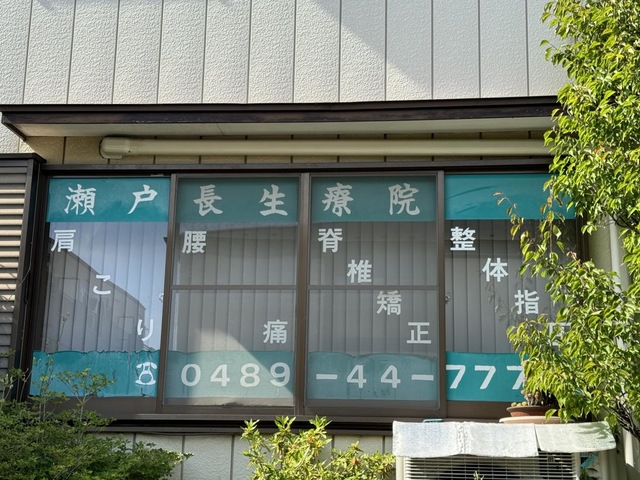 瀬戸長生療院
肩こり
腰痛
脊椎矯正
整体指
☎0489-44-777